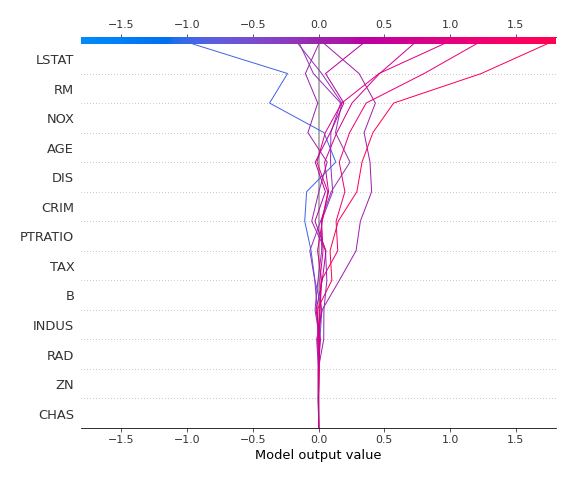 −1.5 −1.0 −0.5 0.0 0.5 1.0 1.5
LSTAT
RM
NOX
AGE
DIS
CRIM
PTRATIO
TAX
B
INDUS
RAD
ZN
CHAS
−1.5 −1.0 −0.5 0.0 0.5 1.0 1.5
Model output value